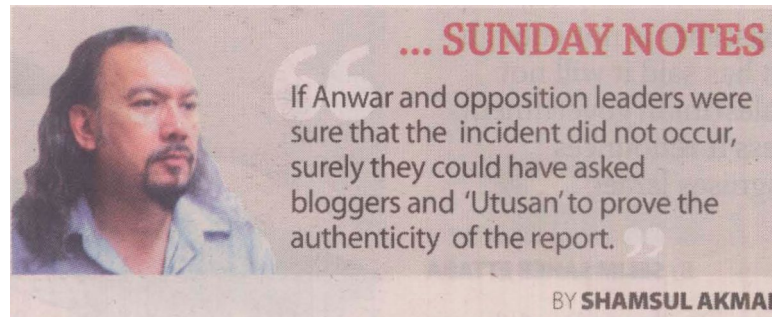 ... SUNDAY NOTES
If Anwar and opposition leaders were
sure that the incident did not occur,
surely they could have asked
bloggers and ‘Utusan’ to prove the
authenticity of the report.
BY SHAMSUL AKMAR